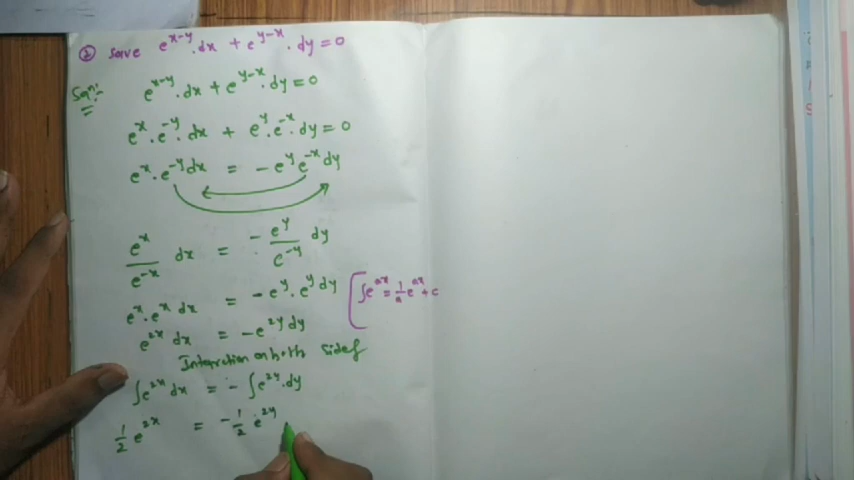 ② Solve e^{x-y}.dx + e^{y-x}.dy = 0
Solⁿ:- e^{x-y}.dx + e^{y-x}.dy = 0
e^x.e^{-y}.dx + e^y.e^{-x}.dy = 0
e^x.e^{-y}dx = -e^y e^{-x}dy
e^x/e^{-x} dx = -e^y/e^{-y} dy
e^x.e^x dx = -e^y.e^y dy [∫e^{ax} = 1/a e^{ax} + c
e^{2x} dx = -e^{2y}dy
on both sides
∫e^{2x} dx = -∫e^{2y}.dy
1/2 e^{2x} = -1/2 e^{2y}